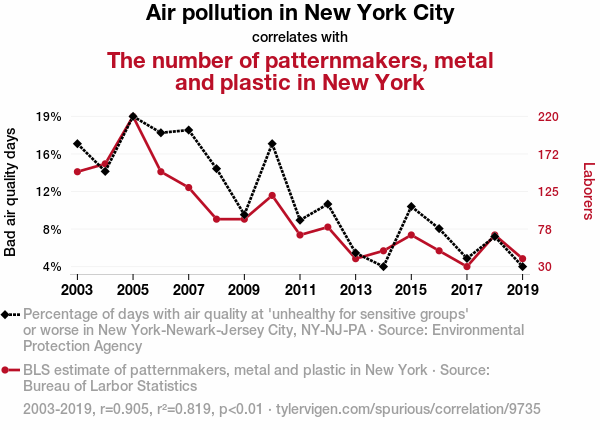 Air pollution in New York City
correlates with
The number of patternmakers, metal
and plastic in New York
Bad air quality days
19%
16%
12%
8%
4%
220
172
125
78
30
Laborers
2003
2005
2007
2009
2011
2013
2015
2017
2019
Percentage of days with air quality at 'unhealthy for sensitive groups'
or worse in New York-Newark-Jersey City, NY-NJ-PA · Source: Environmental
Protection Agency
BLS estimate of patternmakers, metal and plastic in New York · Source:
Bureau of Larbor Statistics
2003-2019, r=0.905, r²=0.819, p<0.01 · tylervigen.com/spurious/correlation/9735